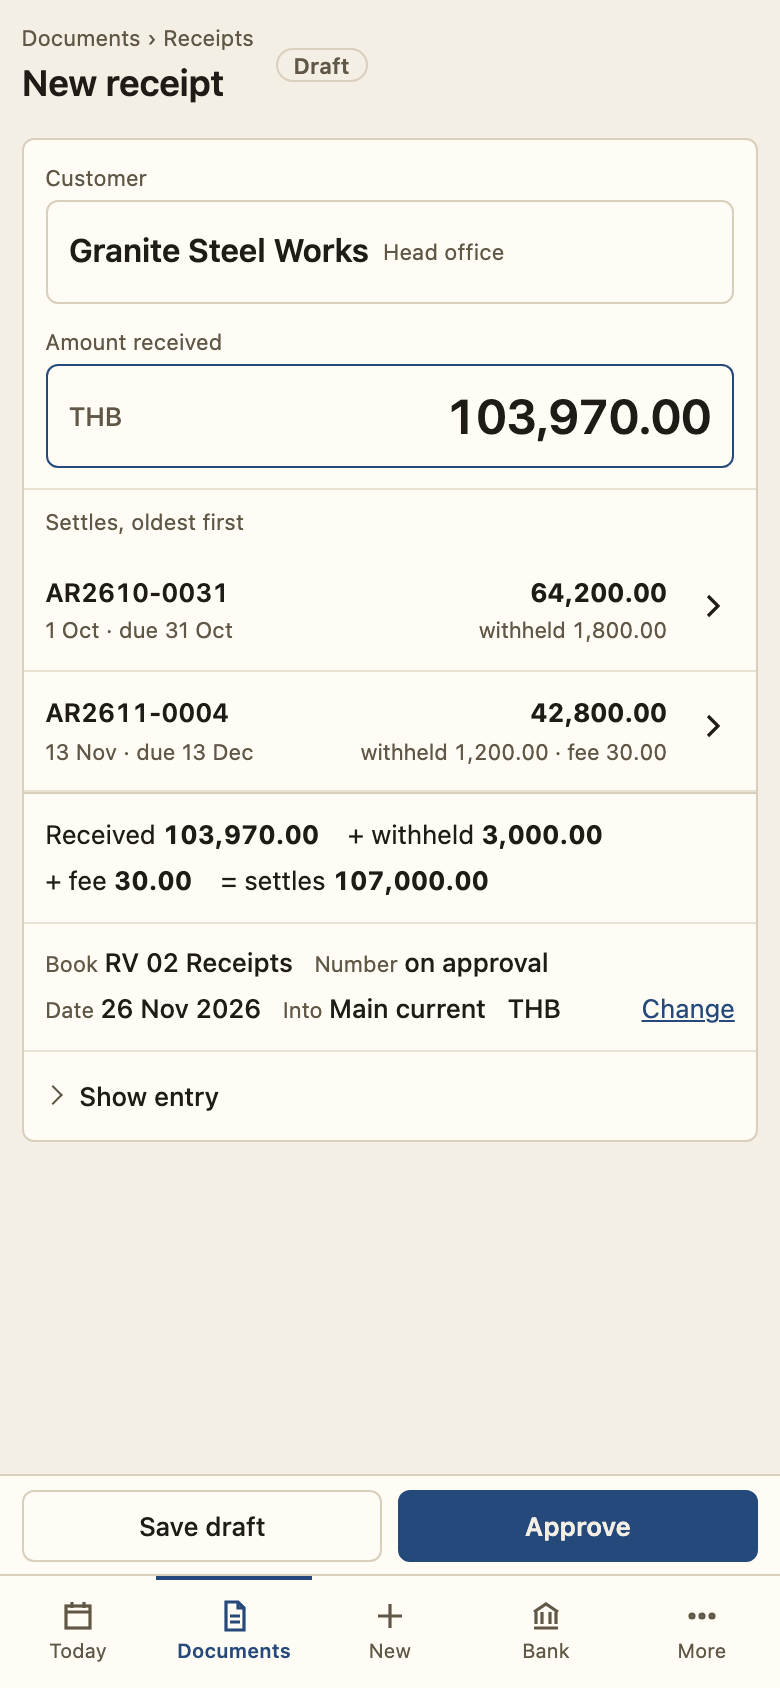 Documents › Receipts
New receipt
Draft
Customer
Granite Steel Works Head office
Amount received
THB 103,970.00
Settles, oldest first
AR2610-0031 64,200.00
1 Oct · due 31 Oct withheld 1,800.00
AR2611-0004 42,800.00
13 Nov · due 13 Dec withheld 1,200.00 · fee 30.00
Received 103,970.00 + withheld 3,000.00
+ fee 30.00 = settles 107,000.00
Book RV 02 Receipts Number on approval
Date 26 Nov 2026 Into Main current THB Change
Show entry
Save draft Approve
Today Documents New Bank More